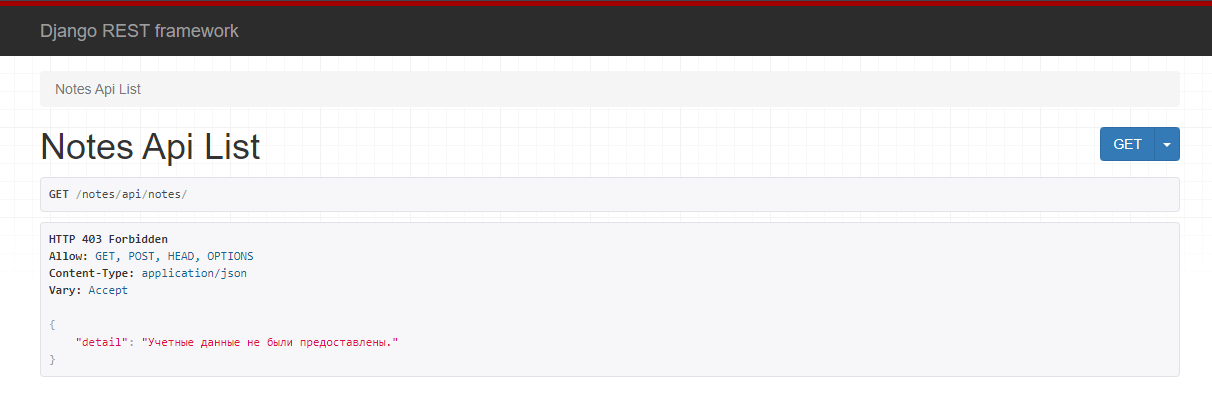 Django REST framework
Notes Api List
Notes Api List
GET
GET /notes/api/notes/
HTTP 403 Forbidden
Allow: GET, POST, HEAD, OPTIONS
Content-Type: application/json
Vary: Accept
{
"detail": "Учетные данные не были предоставлены."
}